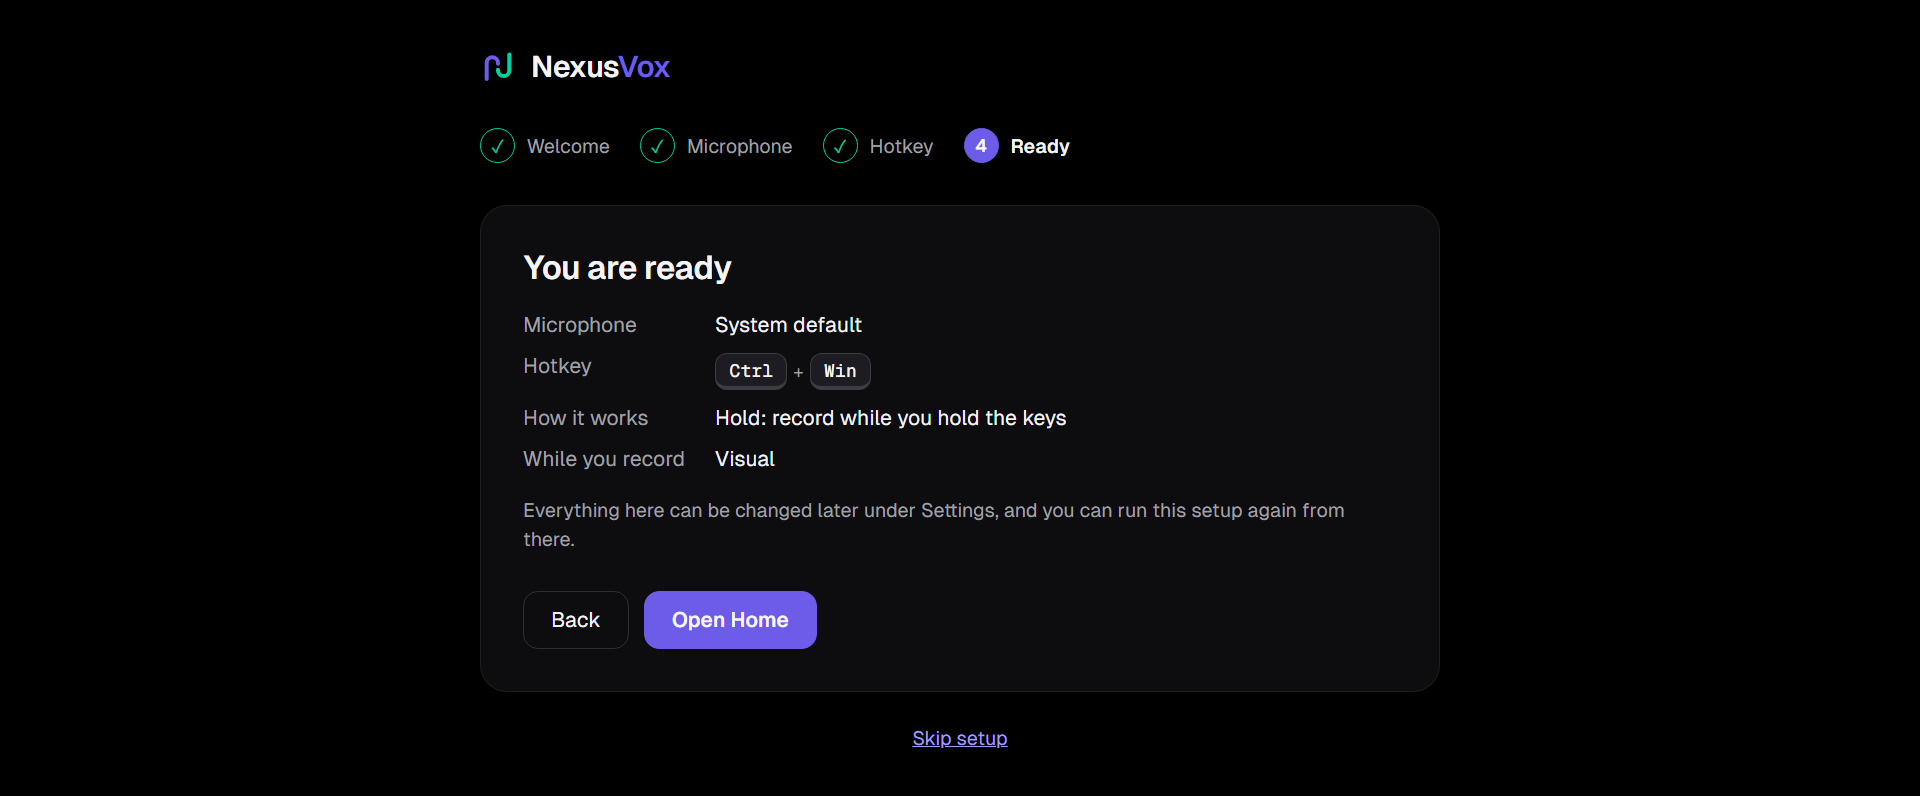 NexusVox
✓ Welcome ✓ Microphone ✓ Hotkey 4 Ready
You are ready
Microphone System default
Hotkey Ctrl + Win
How it works Hold: record while you hold the keys
While you record Visual
Everything here can be changed later under Settings, and you can run this setup again from
there.
Back Open Home
Skip setup